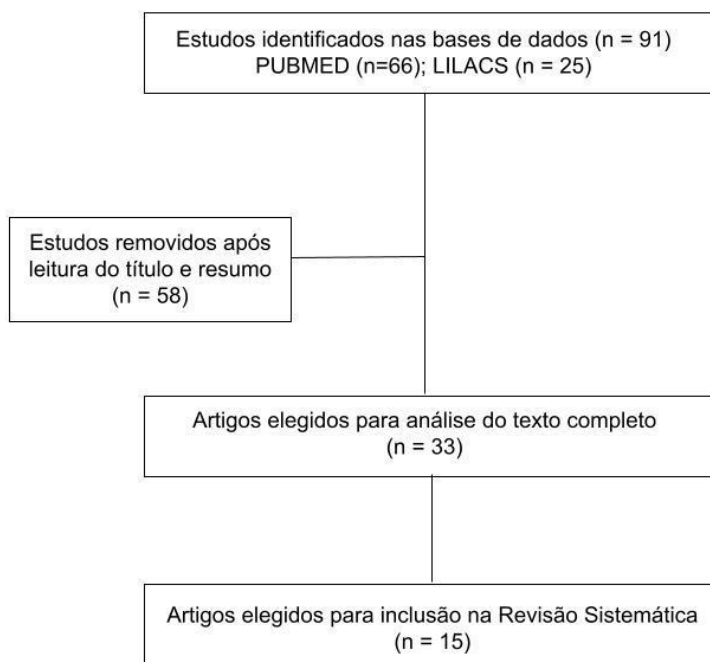 Estudos identificados nas bases de dados (n = 91)
PUBMED (n=66); LILACS (n = 25)
Estudos removidos após
leitura do título e resumo
(n = 58)
Artigos elegidos para análise do texto completo
(n = 33)
Artigos elegidos para inclusão na Revisão Sistemática
(n = 15)